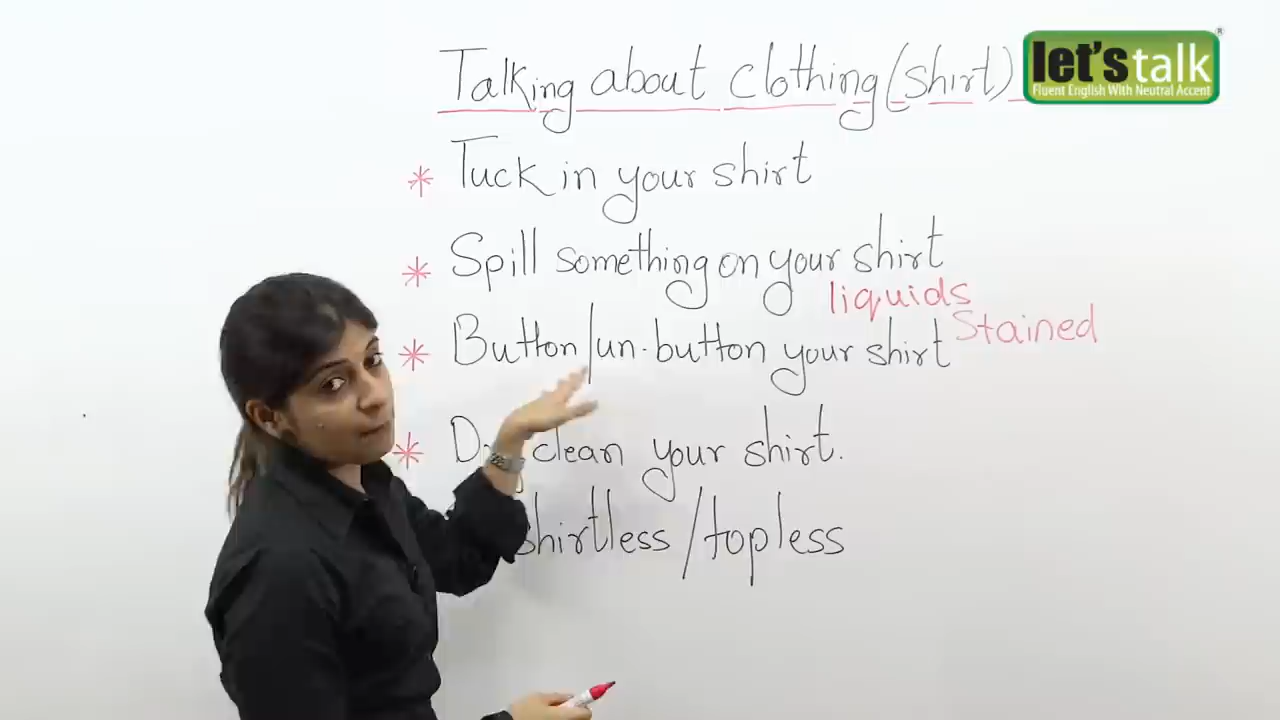 Talking about clothing (shirt)
let's talk
Fluent English With Neutral Accent
* Tuck in your shirt
* Spill something on your shirt
liquids
Stained
* Button/un-button your shirt
* Dry clean your shirt.
shirtless/topless